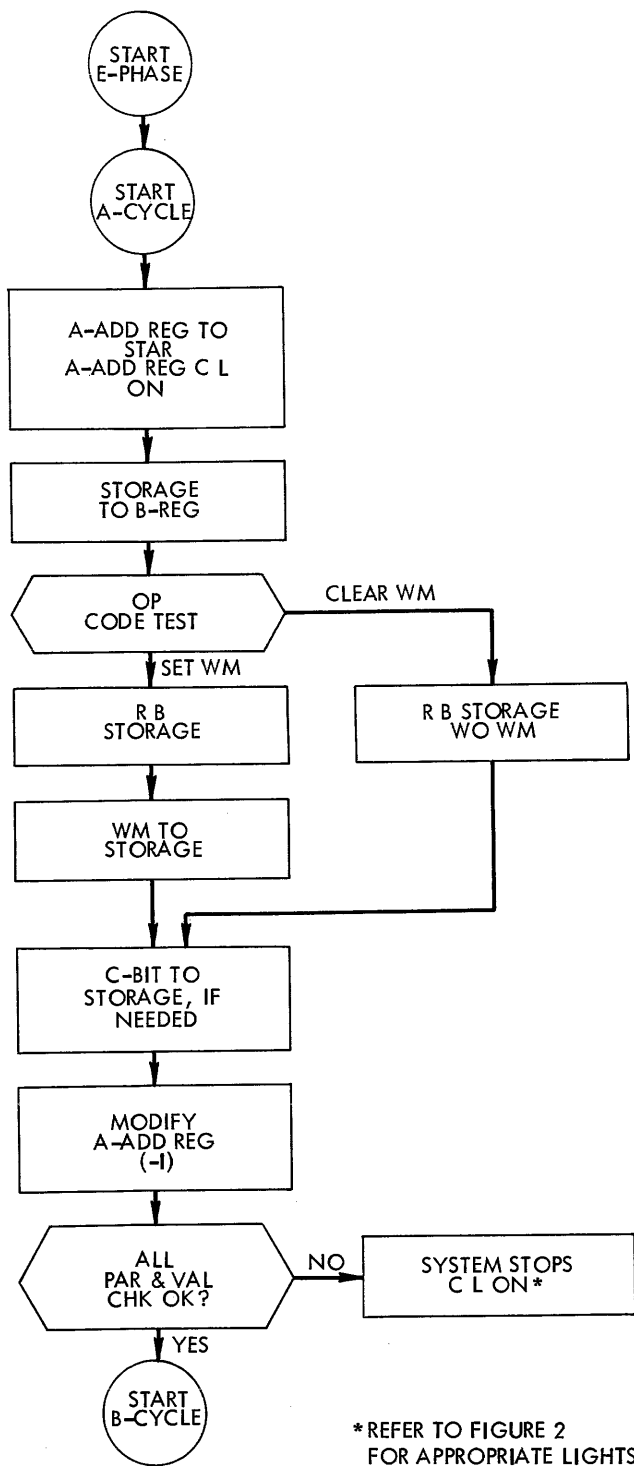 START
E-PHASE
START
A-CYCLE
A-ADD REG TO
STAR
A-ADD REG C L
ON
STORAGE
TO B-REG
OP
CODE TEST
CLEAR WM
SET WM
R B
STORAGE
R B STORAGE
WO WM
WM TO
STORAGE
C-BIT TO
STORAGE, IF
NEEDED
MODIFY
A-ADD REG
(-1)
ALL
PAR & VAL
CHK OK?
NO
SYSTEM STOPS
C L ON*
YES
START
B-CYCLE
*REFER TO FIGURE 2
FOR APPROPRIATE LIGHTS